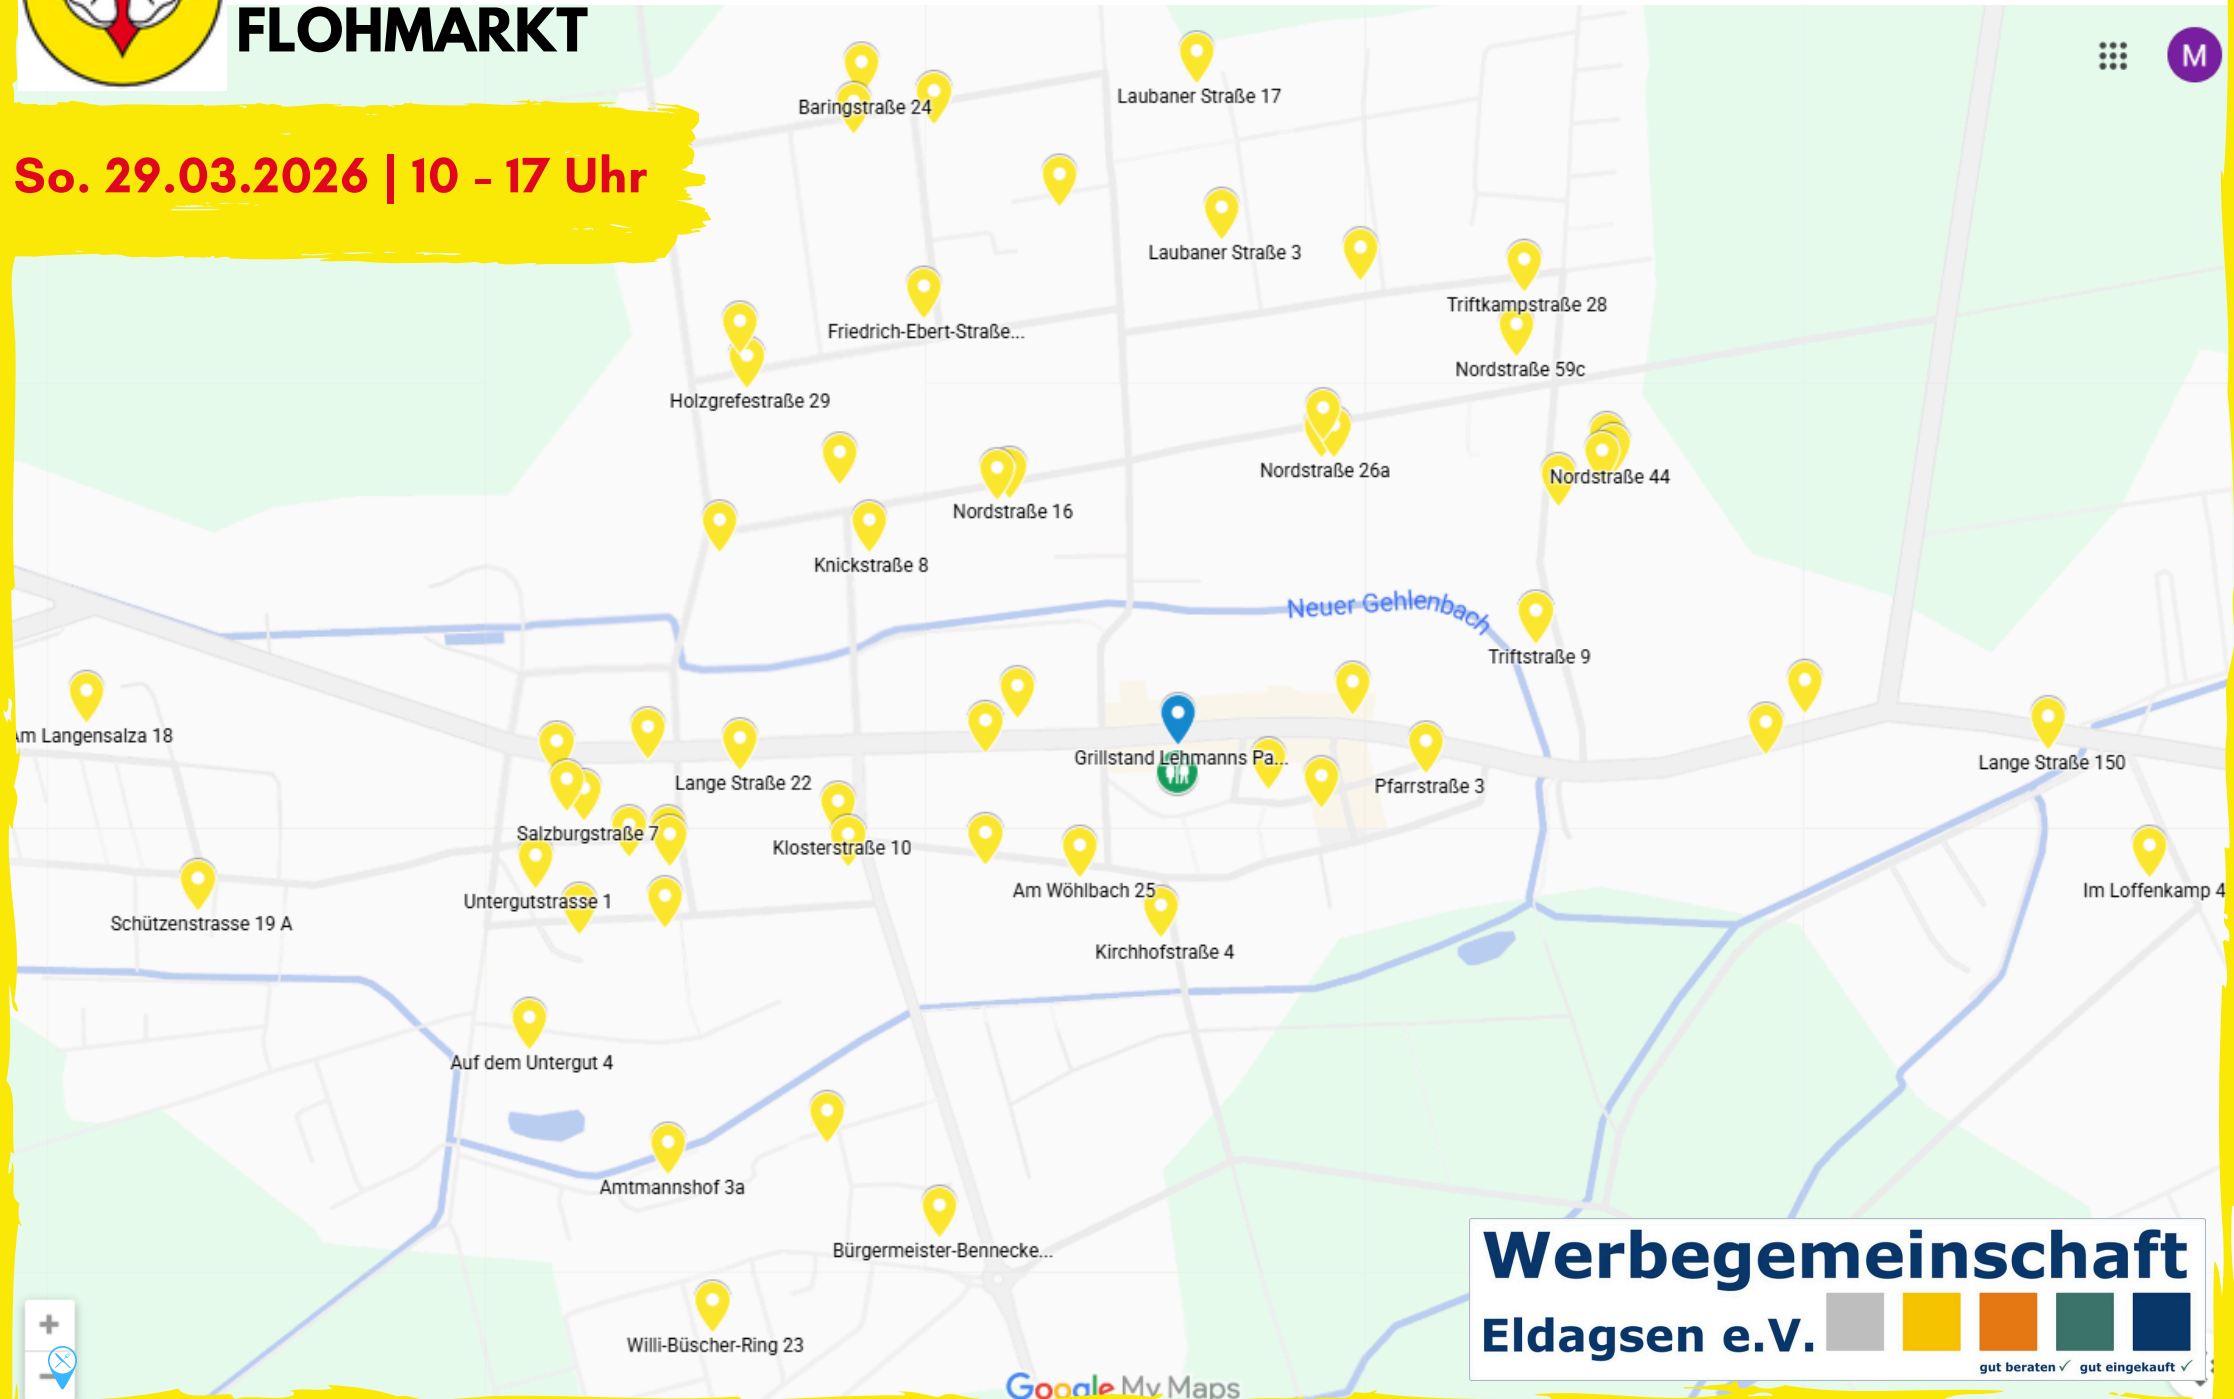 FLOHMARKT
So. 29.03.2026 | 10 - 17 Uhr
M
Baringstraße 24
Laubaner Straße 17
Laubaner Straße 3
Triftkampstraße 28
Friedrich-Ebert-Straße...
Nordstraße 59c
Holzgrefestraße 29
Nordstraße 26a
Nordstraße 44
Nordstraße 16
Knickstraße 8
Neuer Gehlenbach
Triftstraße 9
Am Langensalza 18
Grillstand Lehmanns Pa...
Lange Straße 150
Lange Straße 22
Pfarrstraße 3
Salzburgstraße 7
Klosterstraße 10
Am Wöhlbach 25
Im Loffenkamp 4
Untergutstrasse 1
Schützenstrasse 19 A
Kirchhofstraße 4
Auf dem Untergut 4
Amtmannshof 3a
Bürgermeister-Bennecke...
Willi-Büscher-Ring 23
Werbegemeinschaft
Eldagsen e.V.
gut beraten ✓ gut eingekauft ✓
Google My Maps